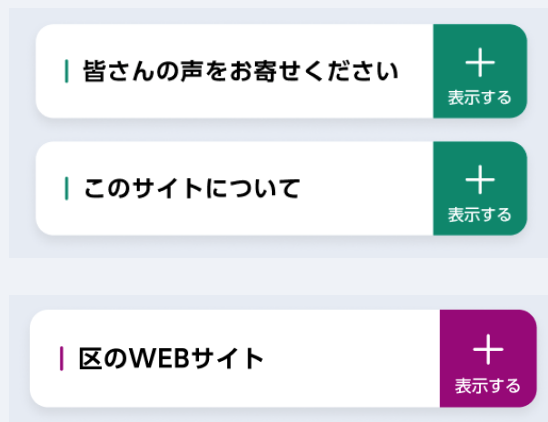 皆さんの声をお寄せください
表示する
このサイトについて
表示する
区のWEBサイト
表示する